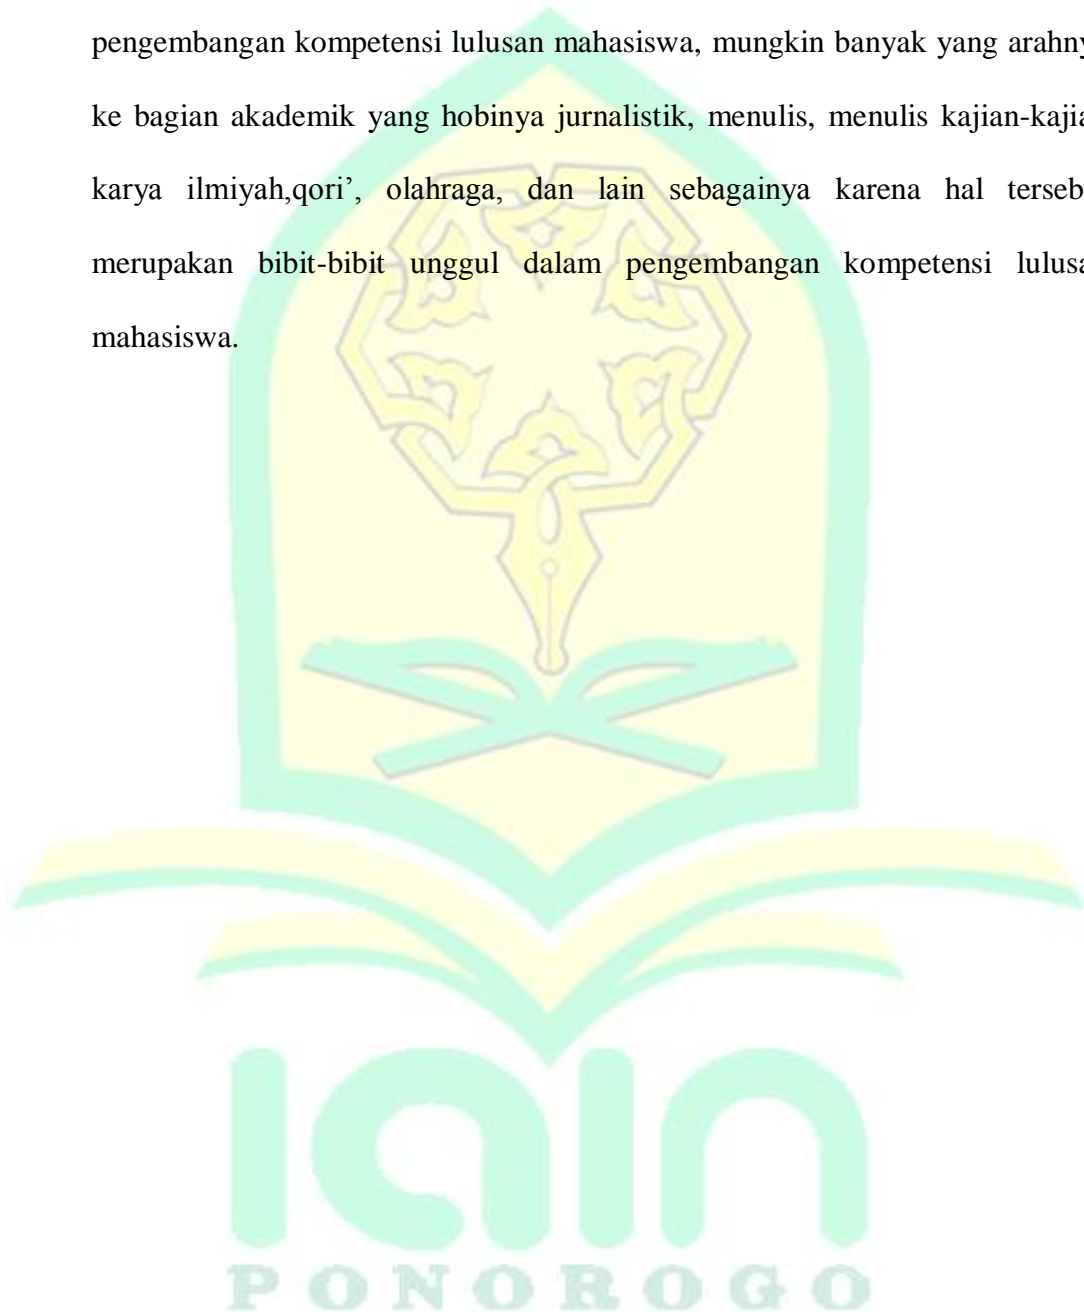 pengembangan kompetensi lulusan mahasiswa, mungkin banyak yang arahny
ke bagian akademik yang hobinya jurnalistik, menulis, menulis kajian-kajia
karya ilmiyah,qori’, olahraga, dan lain sebagainya karena hal terseb
merupakan bibit-bibit unggul dalam pengembangan kompetensi lulusa
mahasiswa.
iain
PONOROGO